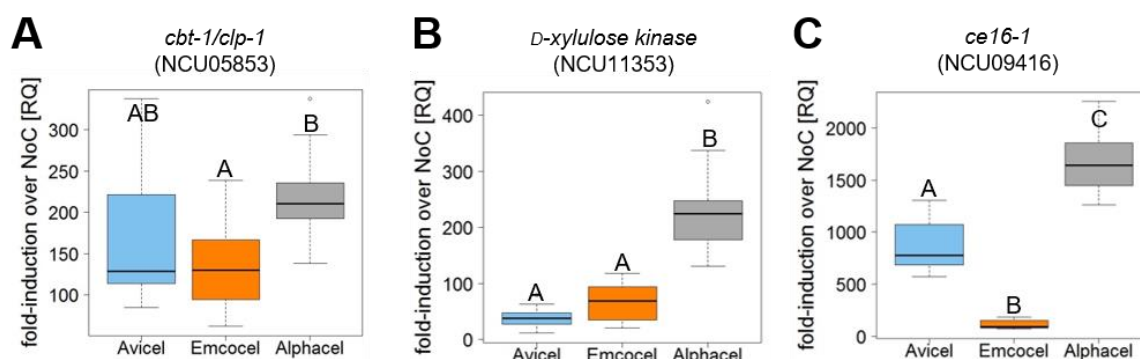 A
cbt-1/clp-1
(NCU05853)
fold-induction over NoC [RQ]
300
250
200
150
100
AB
A
B
Avicel Emcocel Alphacel
B
D-xylulose kinase
(NCU11353)
fold-induction over NoC [RQ]
400
300
200
100
0
A
A
B
Avicel Emcocel Alphacel
C
ce16-1
(NCU09416)
fold-induction over NoC [RQ]
2000
1500
1000
500
0
A
B
C
Avicel Emcocel Alphacel